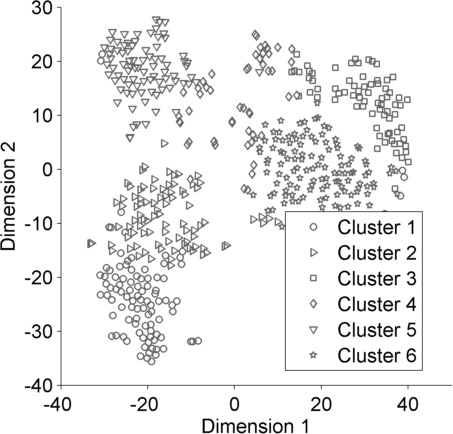 30
20
10
0
-10
-20
-30
-40
-40
-20
0
20
40
Dimension 2
Dimension 1
Cluster 1
Cluster 2
Cluster 3
Cluster 4
Cluster 5
Cluster 6